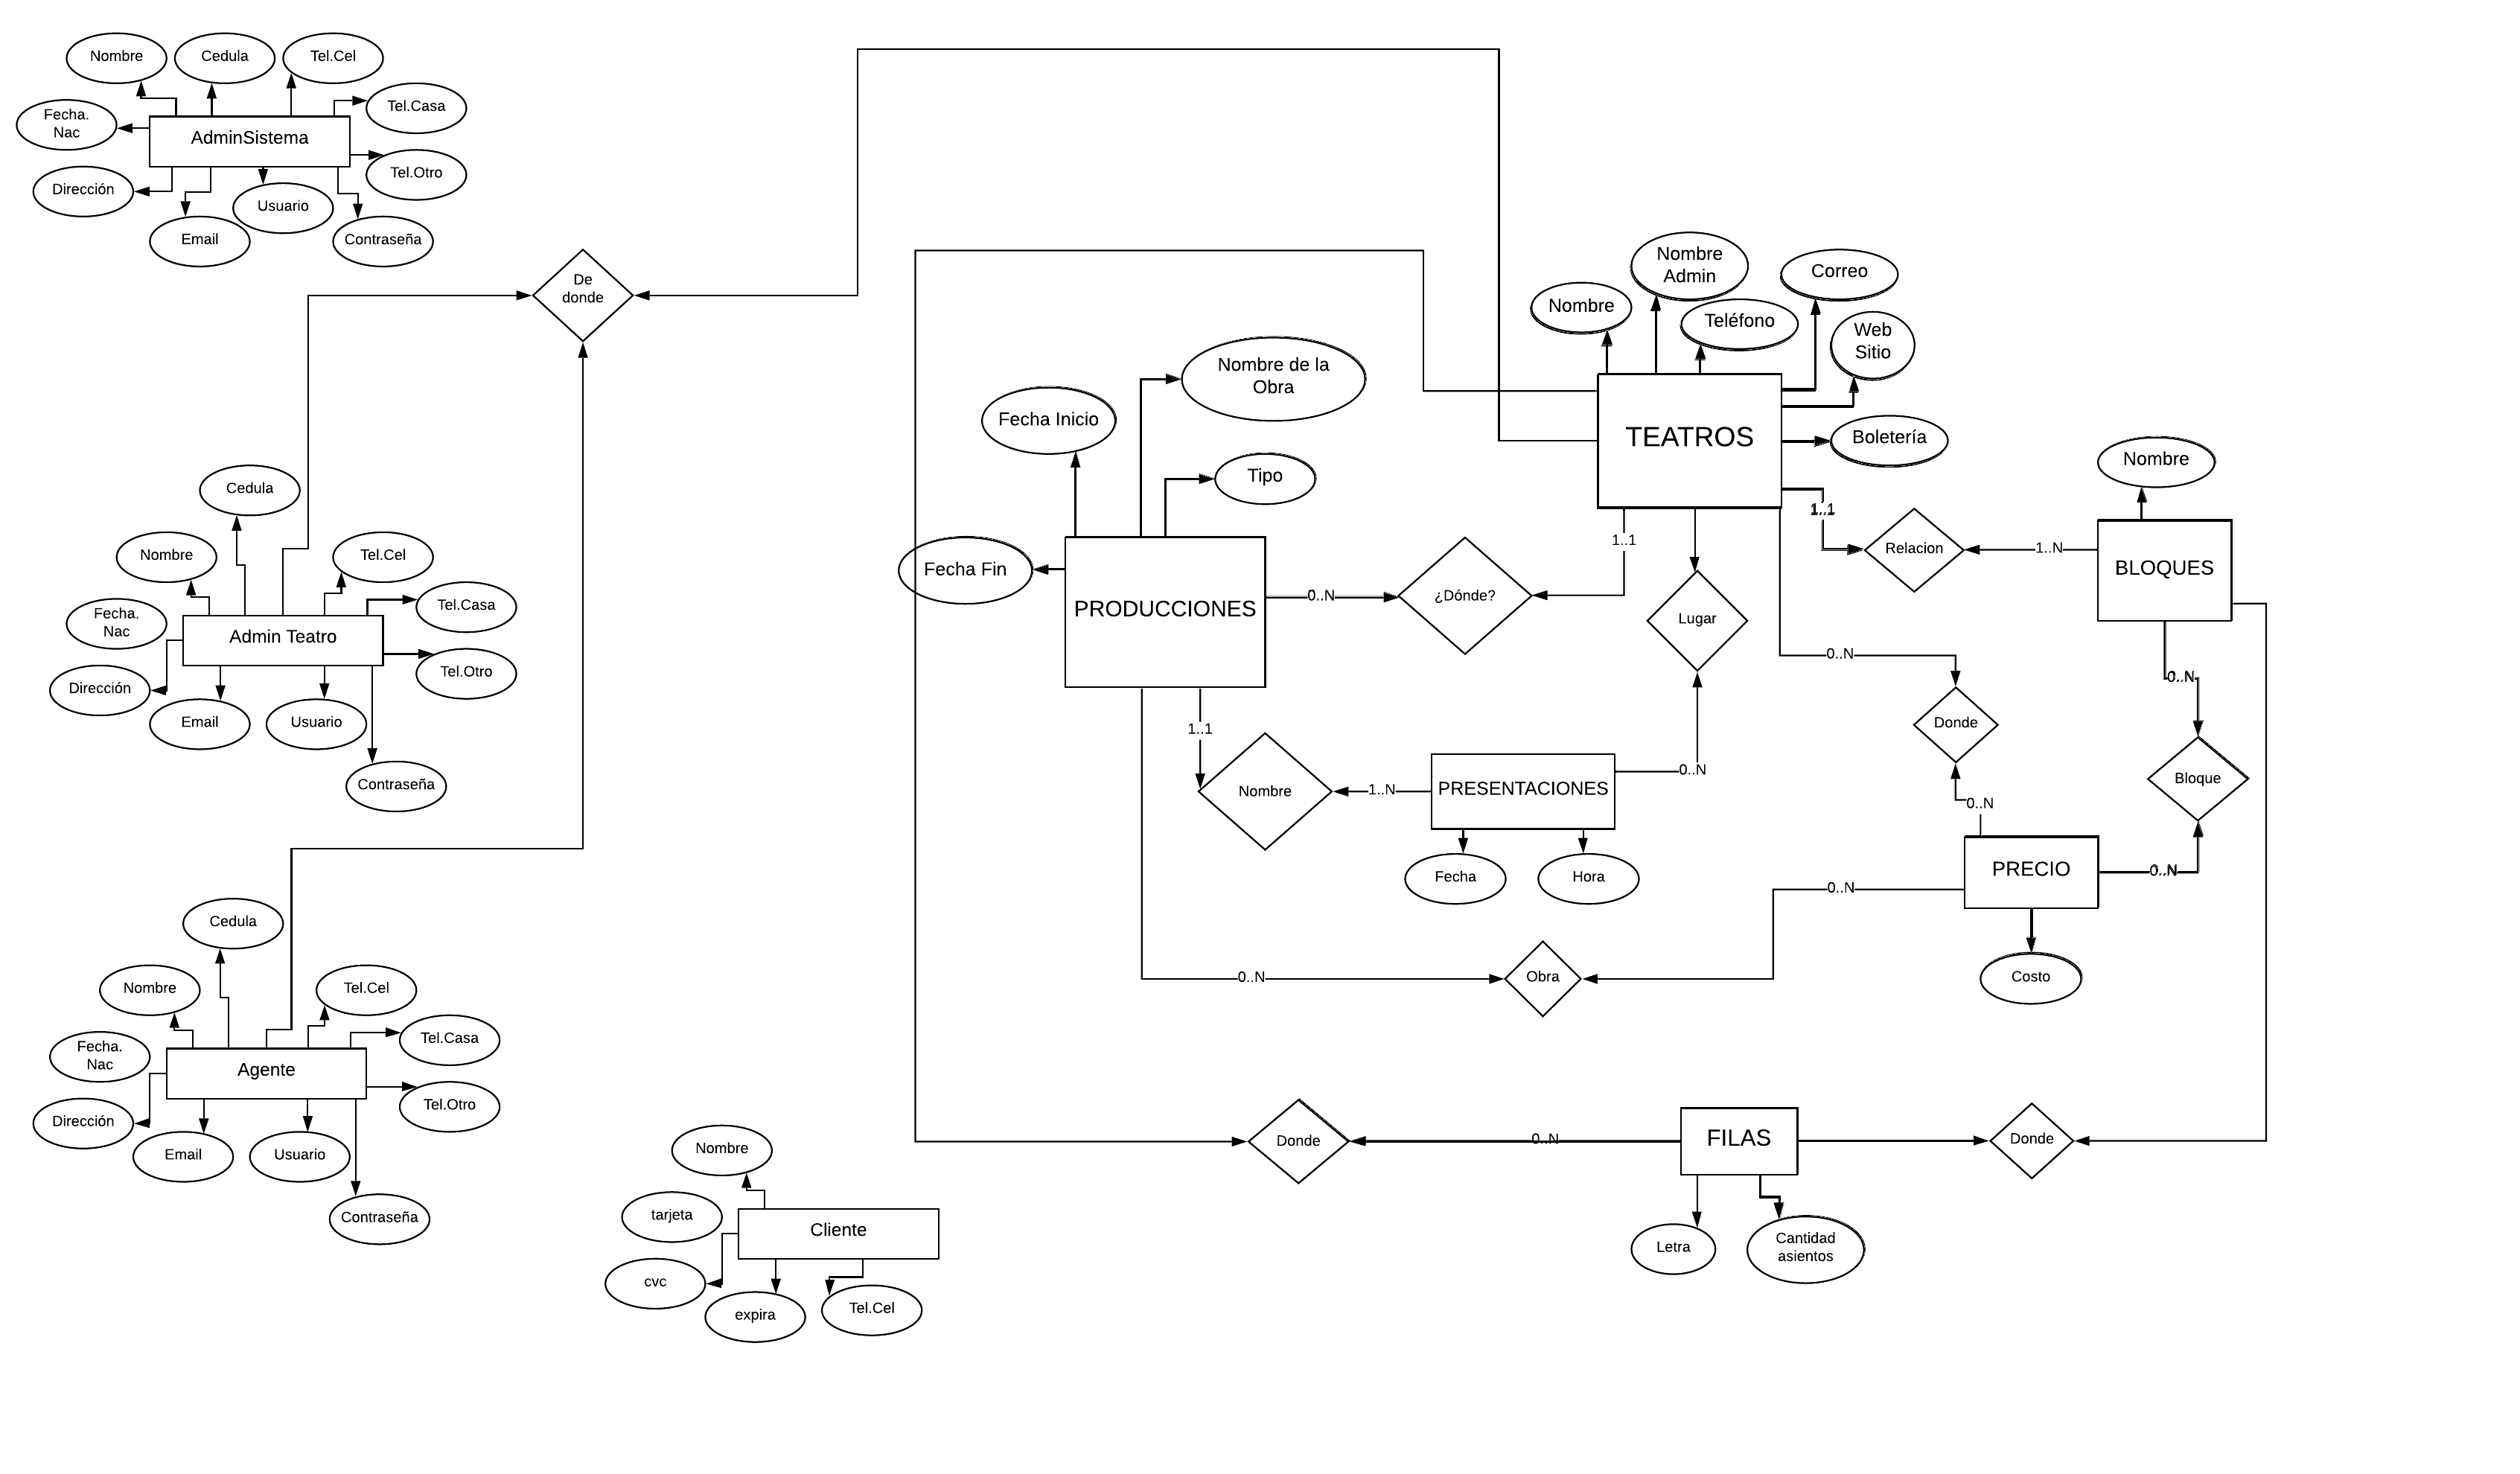 Nombre
Cedula
Tel.Cel
Tel.Casa
Fecha.
Nac
AdminSistema
Tel.Otro
Dirección
Usuario
Email
Contraseña
De
donde
Cedula
Nombre
Tel.Cel
Tel.Casa
Fecha.
Nac
Admin Teatro
Tel.Otro
Dirección
Email
Usuario
Contraseña
Cedula
Nombre
Tel.Cel
Tel.Casa
Fecha.
Nac
Agente
Tel.Otro
Dirección
Email
Usuario
Contraseña
Nombre
tarjeta
Cliente
cvc
expira
Tel.Cel
Nombre
Admin
Correo
Nombre
Teléfono
Web
Sitio
TEATROS
Boletería
1..1
1..1
Nombre de la
Obra
Fecha Inicio
Tipo
Fecha Fin
PRODUCCIONES
0..N
¿Dónde?
Lugar
Relacion
1..N
Nombre
BLOQUES
0..N
0..N
Donde
Bloque
1..1
Nombre
1..N
PRESENTACIONES
0..N
Fecha
Hora
0..N
PRECIO
0..N
0..N
Costo
0..N
Obra
Donde
0..N
FILAS
Donde
Letra
Cantidad
asientos